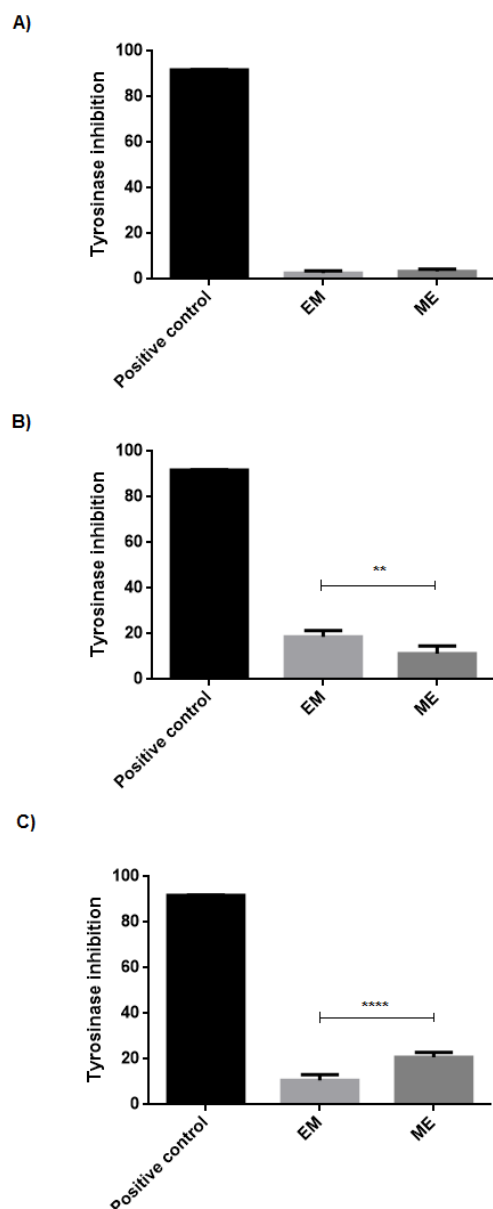 A)
Tyrosinase inhibition
100
80
60
40
20
0
Positive control
EM
ME
B)
Tyrosinase inhibition
100
80
60
40
20
0
**
Positive control
EM
ME
C)
Tyrosinase inhibition
100
80
60
40
20
0
****
Positive control
EM
ME